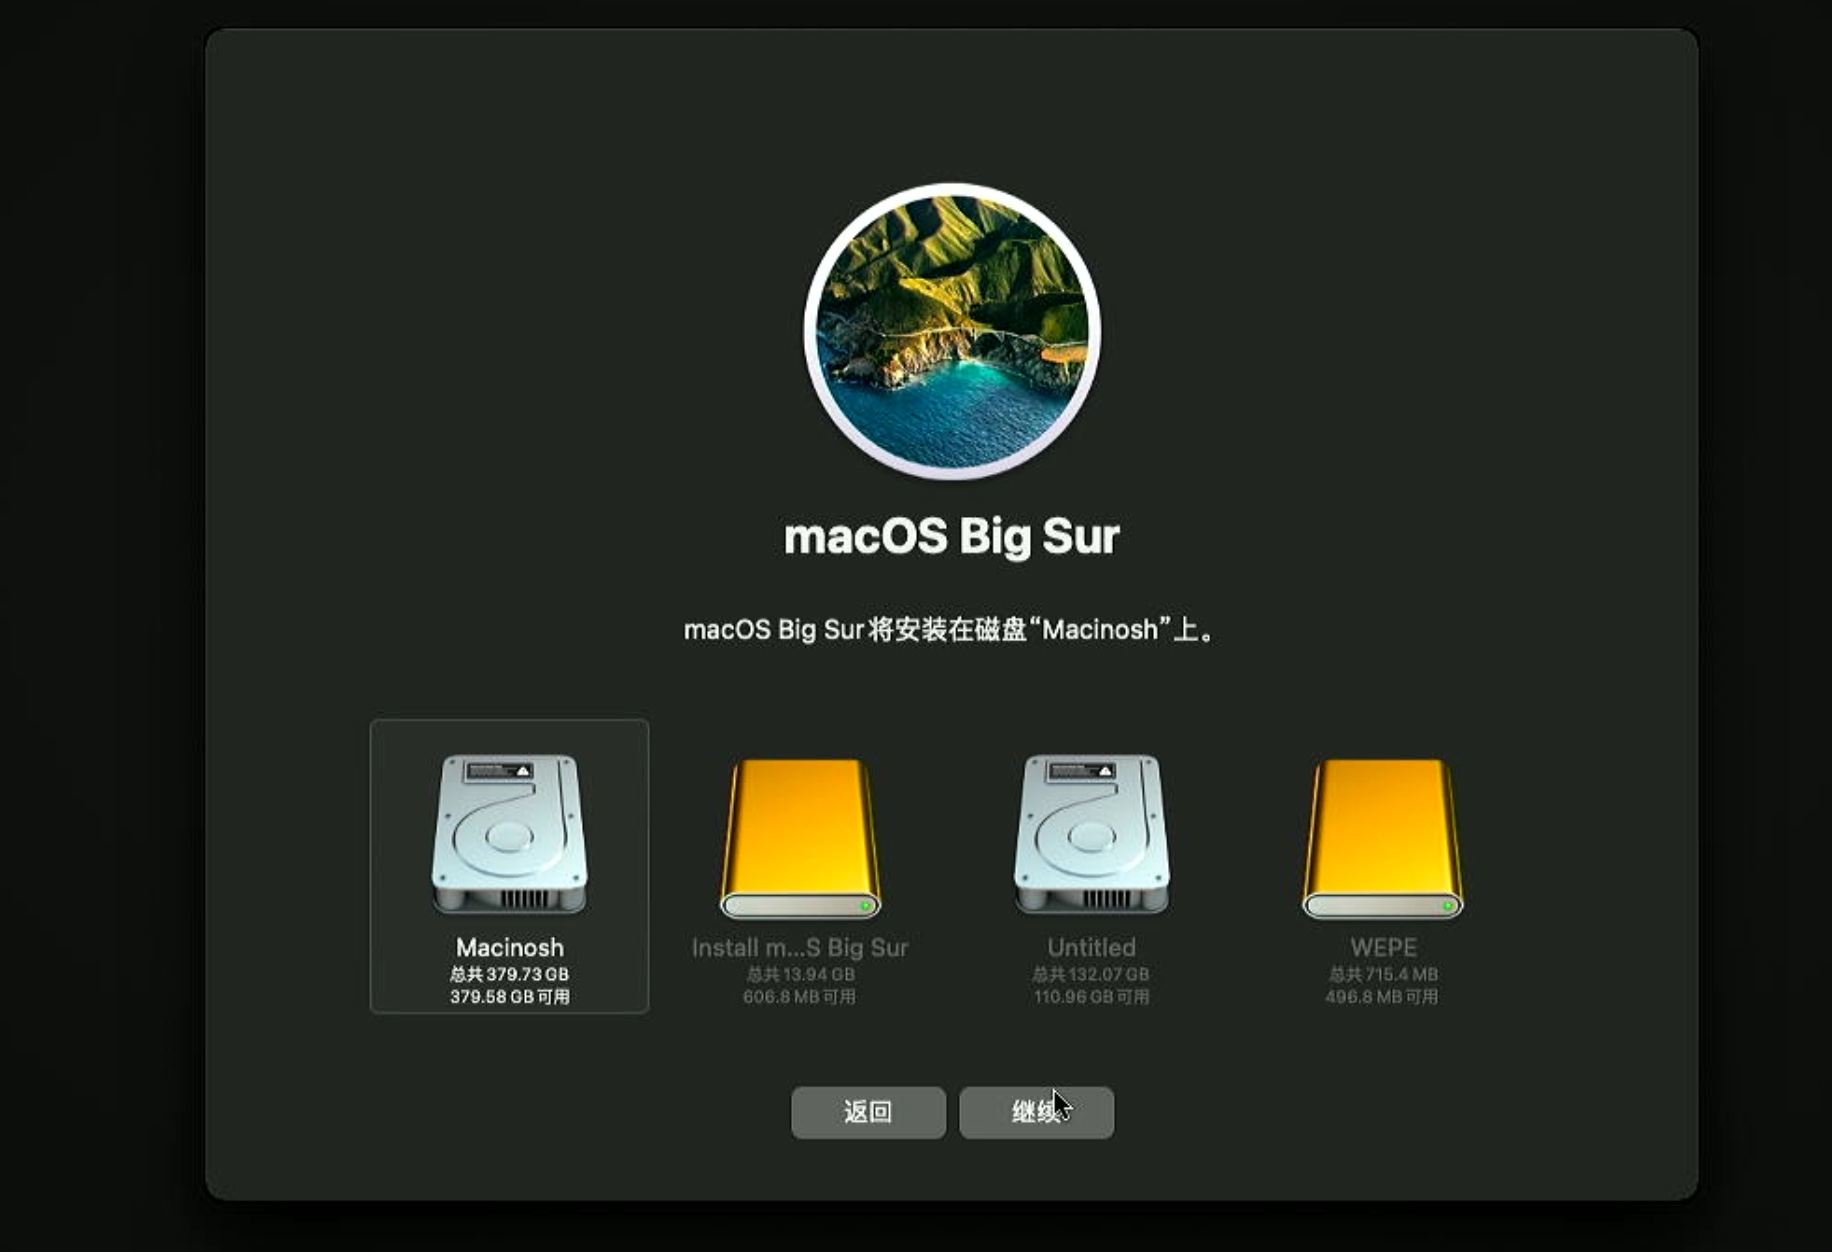 macOS Big Sur
macOS Big Sur将安装在磁盘“Macinosh”上。
Macinosh
总共 379.73 GB
379.58 GB 可用
Install m...S Big Sur
总共 13.94 GB
606.8 MB 可用
Untitled
总共 132.07 GB
110.96 GB 可用
WEPE
总共 715.4 MB
496.8 MB 可用
返回
继续